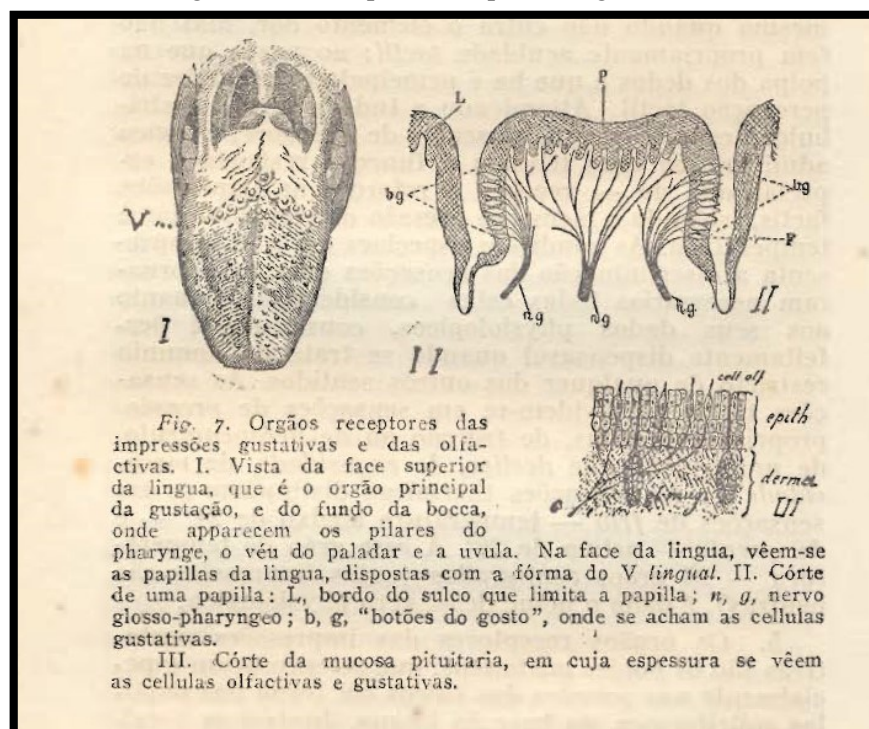 L
P
bg
bg
V
F
I
ng
ng
ng
II
II
cell olf
epith
derma
gl mug
III
Fig. 7. Orgãos receptores das
impressões gustativas e das olfa-
ctivas. I. Vista da face superior
da lingua, que é o orgão principal
da gustação, e do fundo da bocca,
onde apparecem os pilares do
pharynge, o véu do paladar e a uvula. Na face da lingua, vêem-se
as papillas da lingua, dispostas com a fórma do V lingual. II. Córte
de uma papilla: L, bordo do sulco que limita a papilla; n, g, nervo
glosso-pharyngeo; b, g, "botões do gosto", onde se acham as cellulas
gustativas.
III. Córte da mucosa pituitaria, em cuja espessura se vêem
as cellulas olfactivas e gustativas.